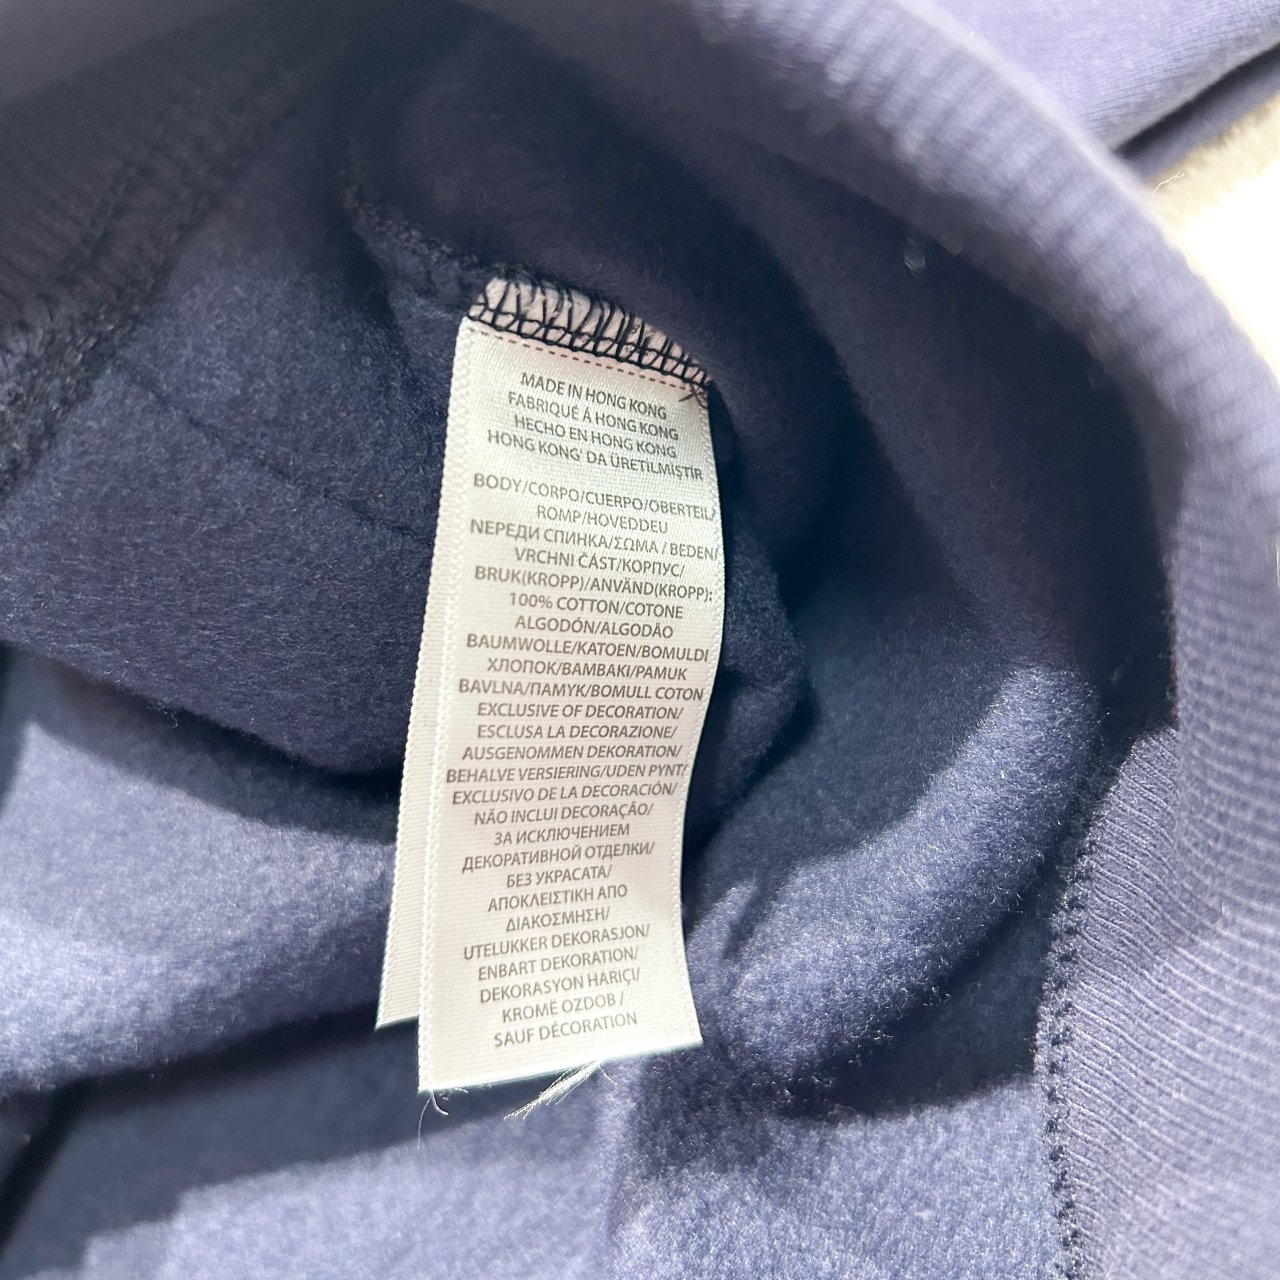 MADE IN HONG KONG
FABRIQUÉ Á HONG KONG
HECHO EN HONG KONG
HONG KONG' DA ÜRETILMIŞTIR
BODY/CORPO/CUERPO/OBERTEIL/
ROMP/HOVEDDEU
NЕРЕДИ СПИНКА/ΣΩΜΑ / BEDEN/
VRCHNI ČÁST/КОРПУС/
BRUK(KROPP)/ANVÄND(KROPP):
100% COTTON/COTONE
ALGODÓN/ALGODÃO
BAUMWOLLE/KATOEN/BOMULDI
ХЛОПОК/ΒΑΜΒΑΚΙ/PAMUK
BAVLNA/ПАМУК/BOMULL COTON
EXCLUSIVE OF DECORATION/
ESCLUSA LA DECORAZIONE/
AUSGENOMMEN DEKORATION/
BEHALVE VERSIERING/UDEN PYNT/
EXCLUSIVO DE LA DECORACIÓN/
NÃO INCLUI DECORAÇÃO/
ЗА ИСКЛЮЧЕНИЕМ
ДЕКОРАТИВНОЙ ОТДЕЛКИ/
БЕЗ УКРАСАТА/
ΑΠΟΚΛΕΙΣΤΙΚΗ ΑΠΟ
ΔΙΑΚΟΣΜΗΣΗ/
UTELUKKER DEKORASJON/
ENBART DEKORATION/
DEKORASYON HARIÇI/
KROMĚ OZDOB /
SAUF DÉCORATION